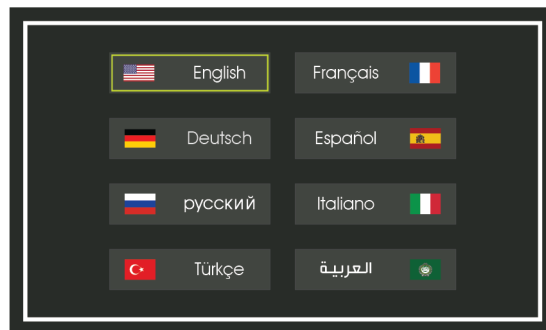 English
Français
Deutsch
Español
русский
Italiano
Türkçe
العربية